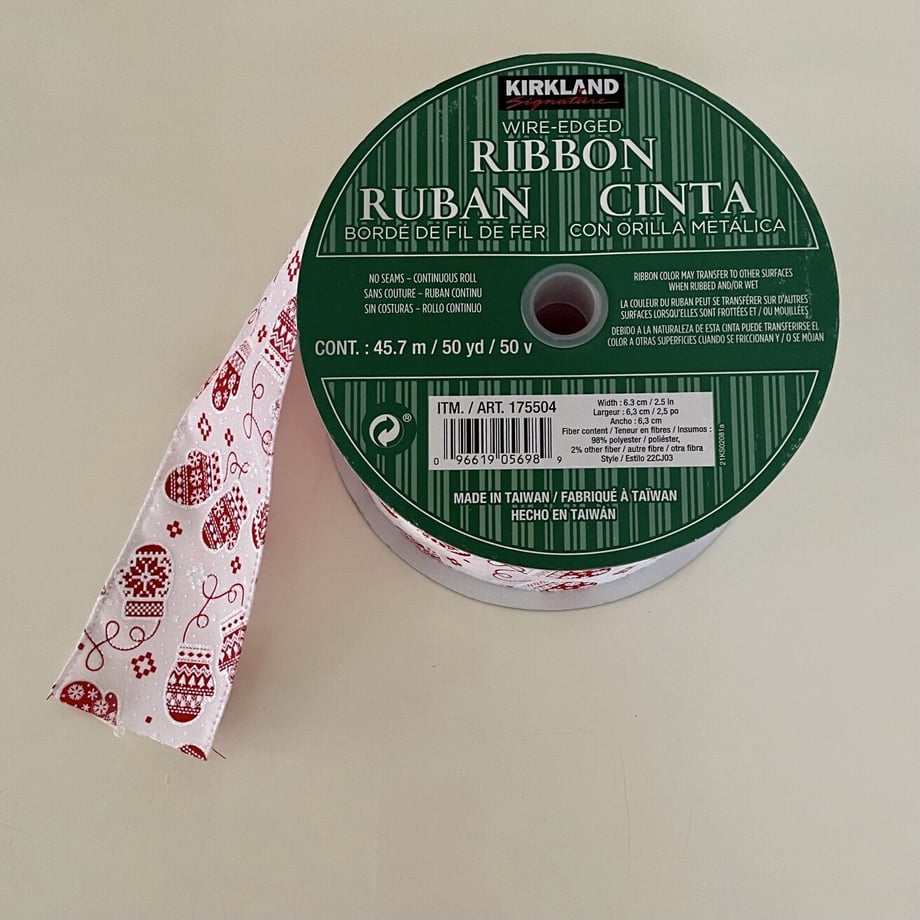 KIRKLAND
Signature
WIRE-EDGED
RIBBON
RUBAN
BORDÉ DE FIL DE FER
CINTA
CON ORILLA METÁLICA
NO SEAMS – CONTINUOUS ROLL
SANS COUTURE – RUBAN CONTINU
SIN COSTURAS – ROLLO CONTINUO
RIBBON COLOR MAY TRANSFER TO OTHER SURFACES
WHEN RUBBED AND/OR WET
LA COULEUR DU RUBAN PEUT SE TRANSFÉRER SUR D'AUTRES
SURFACES LORSQU'ELLES SONT FROTTÉES ET / OU MOUILLÉES
DEBIDO A LA NATURALEZA DE ESTA CINTA PUEDE TRANSFERIRSE EL
COLOR A OTRAS SUPERFICIES CUANDO SE FRICCIONAN Y / O SE MOJAN
CONT. : 45.7 m / 50 yd / 50 v
ITM. / ART. 175504
0 96619 05698 9
Width : 6.3 cm / 2.5 in
Largeur : 6,3 cm / 2,5 po
Ancho : 6,3 cm
Fiber content / Teneur en fibres / Insumos :
98% polyester / poliéster,
2% other fiber / autre fibre / otra fibra
Style / Estilo 22CJ03
21KS02081a
®
MADE IN TAIWAN / FABRIQUÉ À TAÏWAN
HECHO EN TAIWÁN